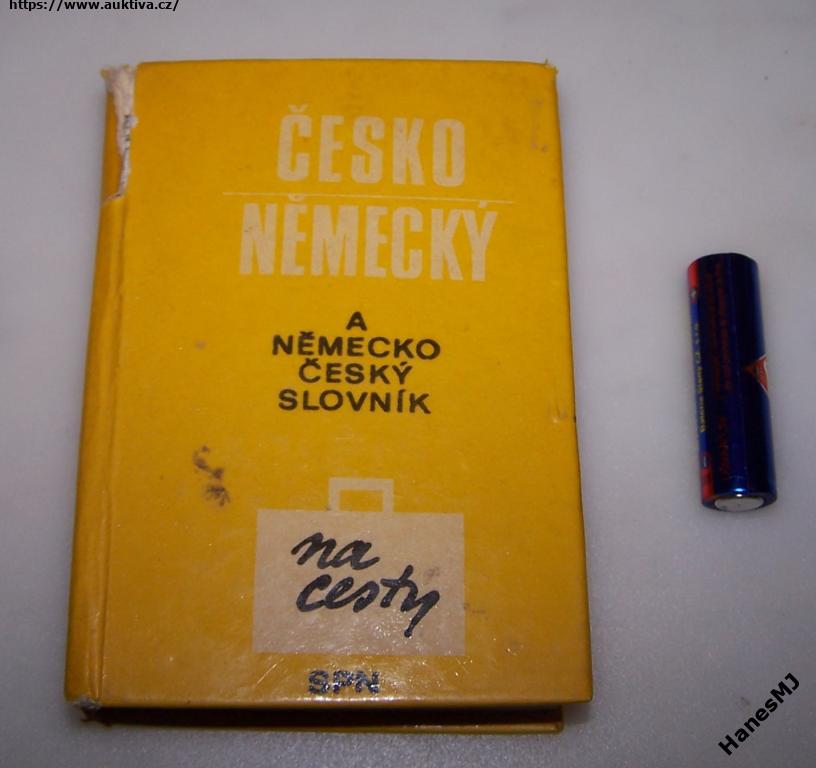 https://www.auktiva.cz/
ČESKO
NĚMECKÝ
A
NĚMECKO
ČESKÝ
SLOVNÍK
na
cesty
SPN
HanesMJ